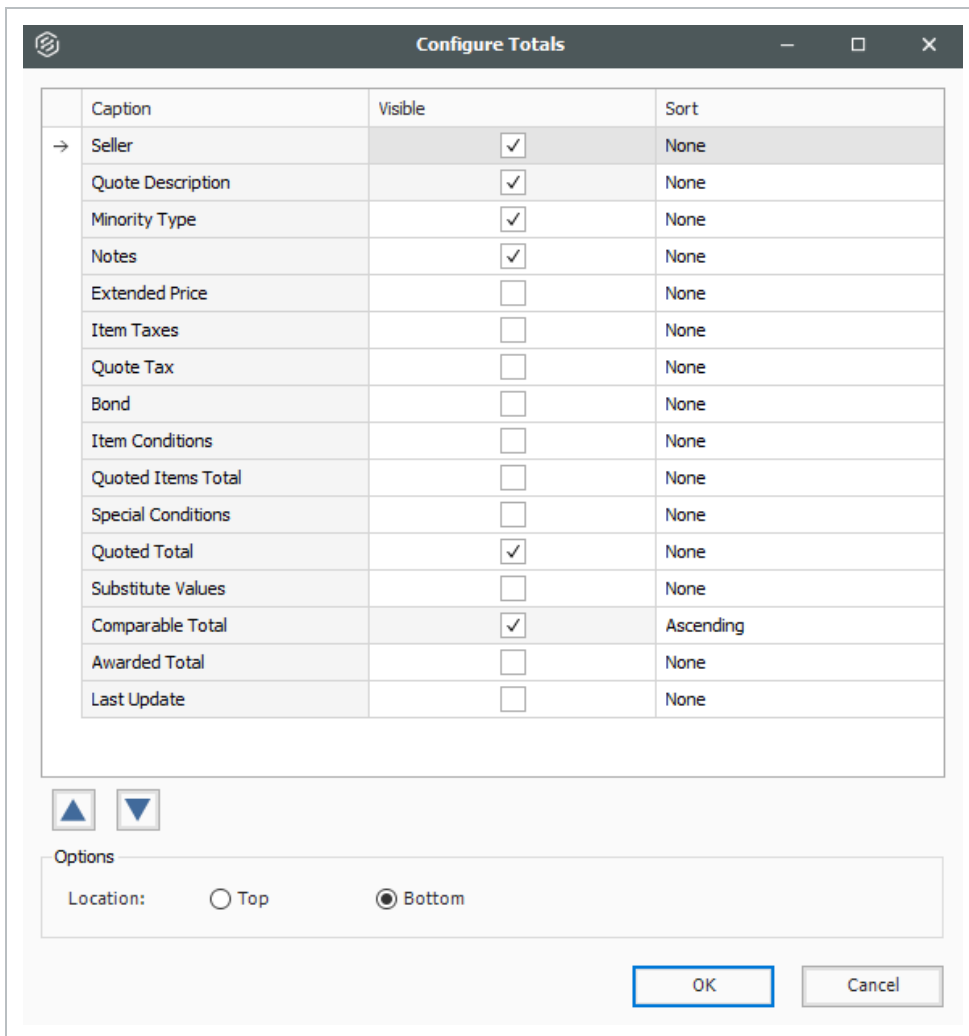 Configure Totals
Caption Visible Sort
Seller None
Quote Description None
Minority Type None
Notes None
Extended Price None
Item Taxes None
Quote Tax None
Bond None
Item Conditions None
Quoted Items Total None
Special Conditions None
Quoted Total None
Substitute Values None
Comparable Total Ascending
Awarded Total None
Last Update None
Options
Location: Top Bottom
OK Cancel